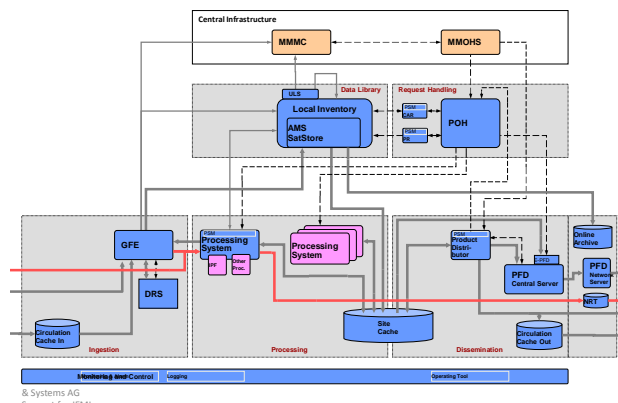 Central Infrastructure
MMMC
MMOHS
ULS
Data Library
Request Handling
Local Inventory
AMS
SatStore
PSM
CAR
PSM
PR
POH
GFE
DRS
Circulation
Cache In
Ingestion
PSM
Processing
System
IPF
Other
Proc.
Processing
System
Processing
Site
Cache
PSM
Product
Distri-
butor
E-PFD
PFD
Central Server
Circulation
Cache Out
Dissemination
Online
Archive
PFD
Network
Server
NRT
Monitoring and Control
Logging
Operating Tool
& Systems AG